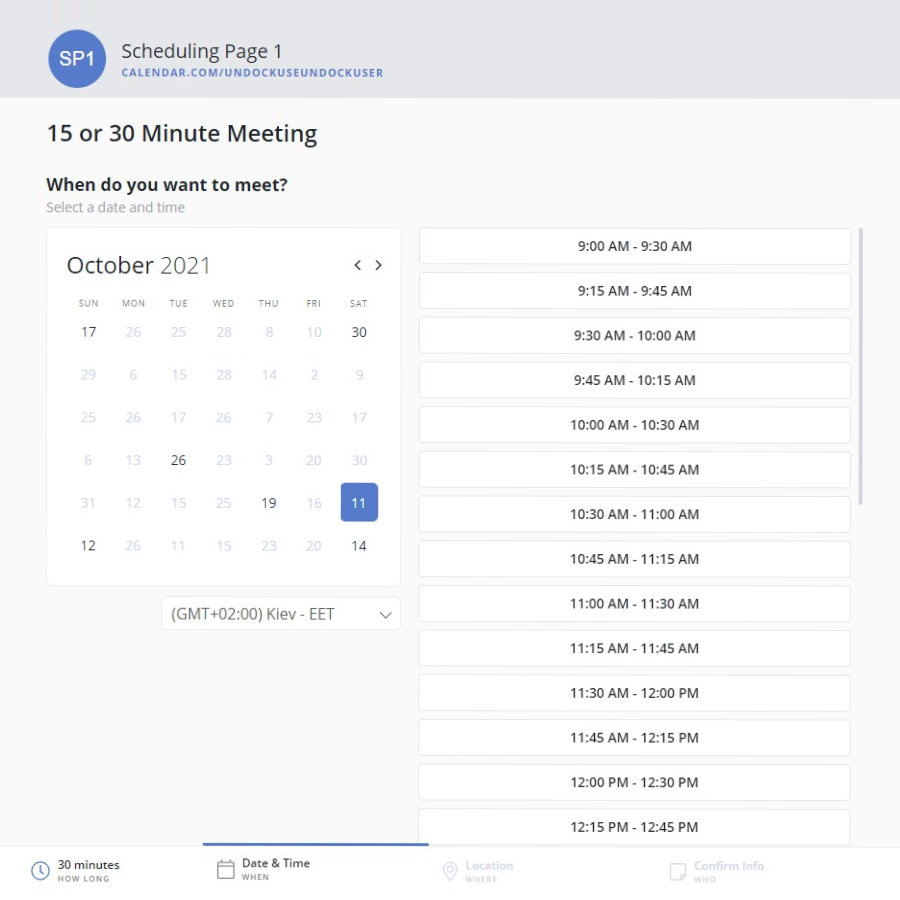 SP1
Scheduling Page 1
CALENDAR.COM/UNDOCKUSEUNDOCKUSER
15 or 30 Minute Meeting
When do you want to meet?
Select a date and time
October 2021
SUN MON TUE WED THU FRI SAT
17 26 25 28 8 10 30
29 6 15 28 14 2 9
25 26 17 26 7 23 17
6 13 26 23 3 20 30
31 12 15 25 19 16 11
12 26 11 15 23 20 14
(GMT+02:00) Kiev - EET
9:00 AM - 9:30 AM
9:15 AM - 9:45 AM
9:30 AM - 10:00 AM
9:45 AM - 10:15 AM
10:00 AM - 10:30 AM
10:15 AM - 10:45 AM
10:30 AM - 11:00 AM
10:45 AM - 11:15 AM
11:00 AM - 11:30 AM
11:15 AM - 11:45 AM
11:30 AM - 12:00 PM
11:45 AM - 12:15 PM
12:00 PM - 12:30 PM
12:15 PM - 12:45 PM
30 minutes
HOW LONG
Date & Time
WHEN
Location
WHERE
Confirm Info
WHO